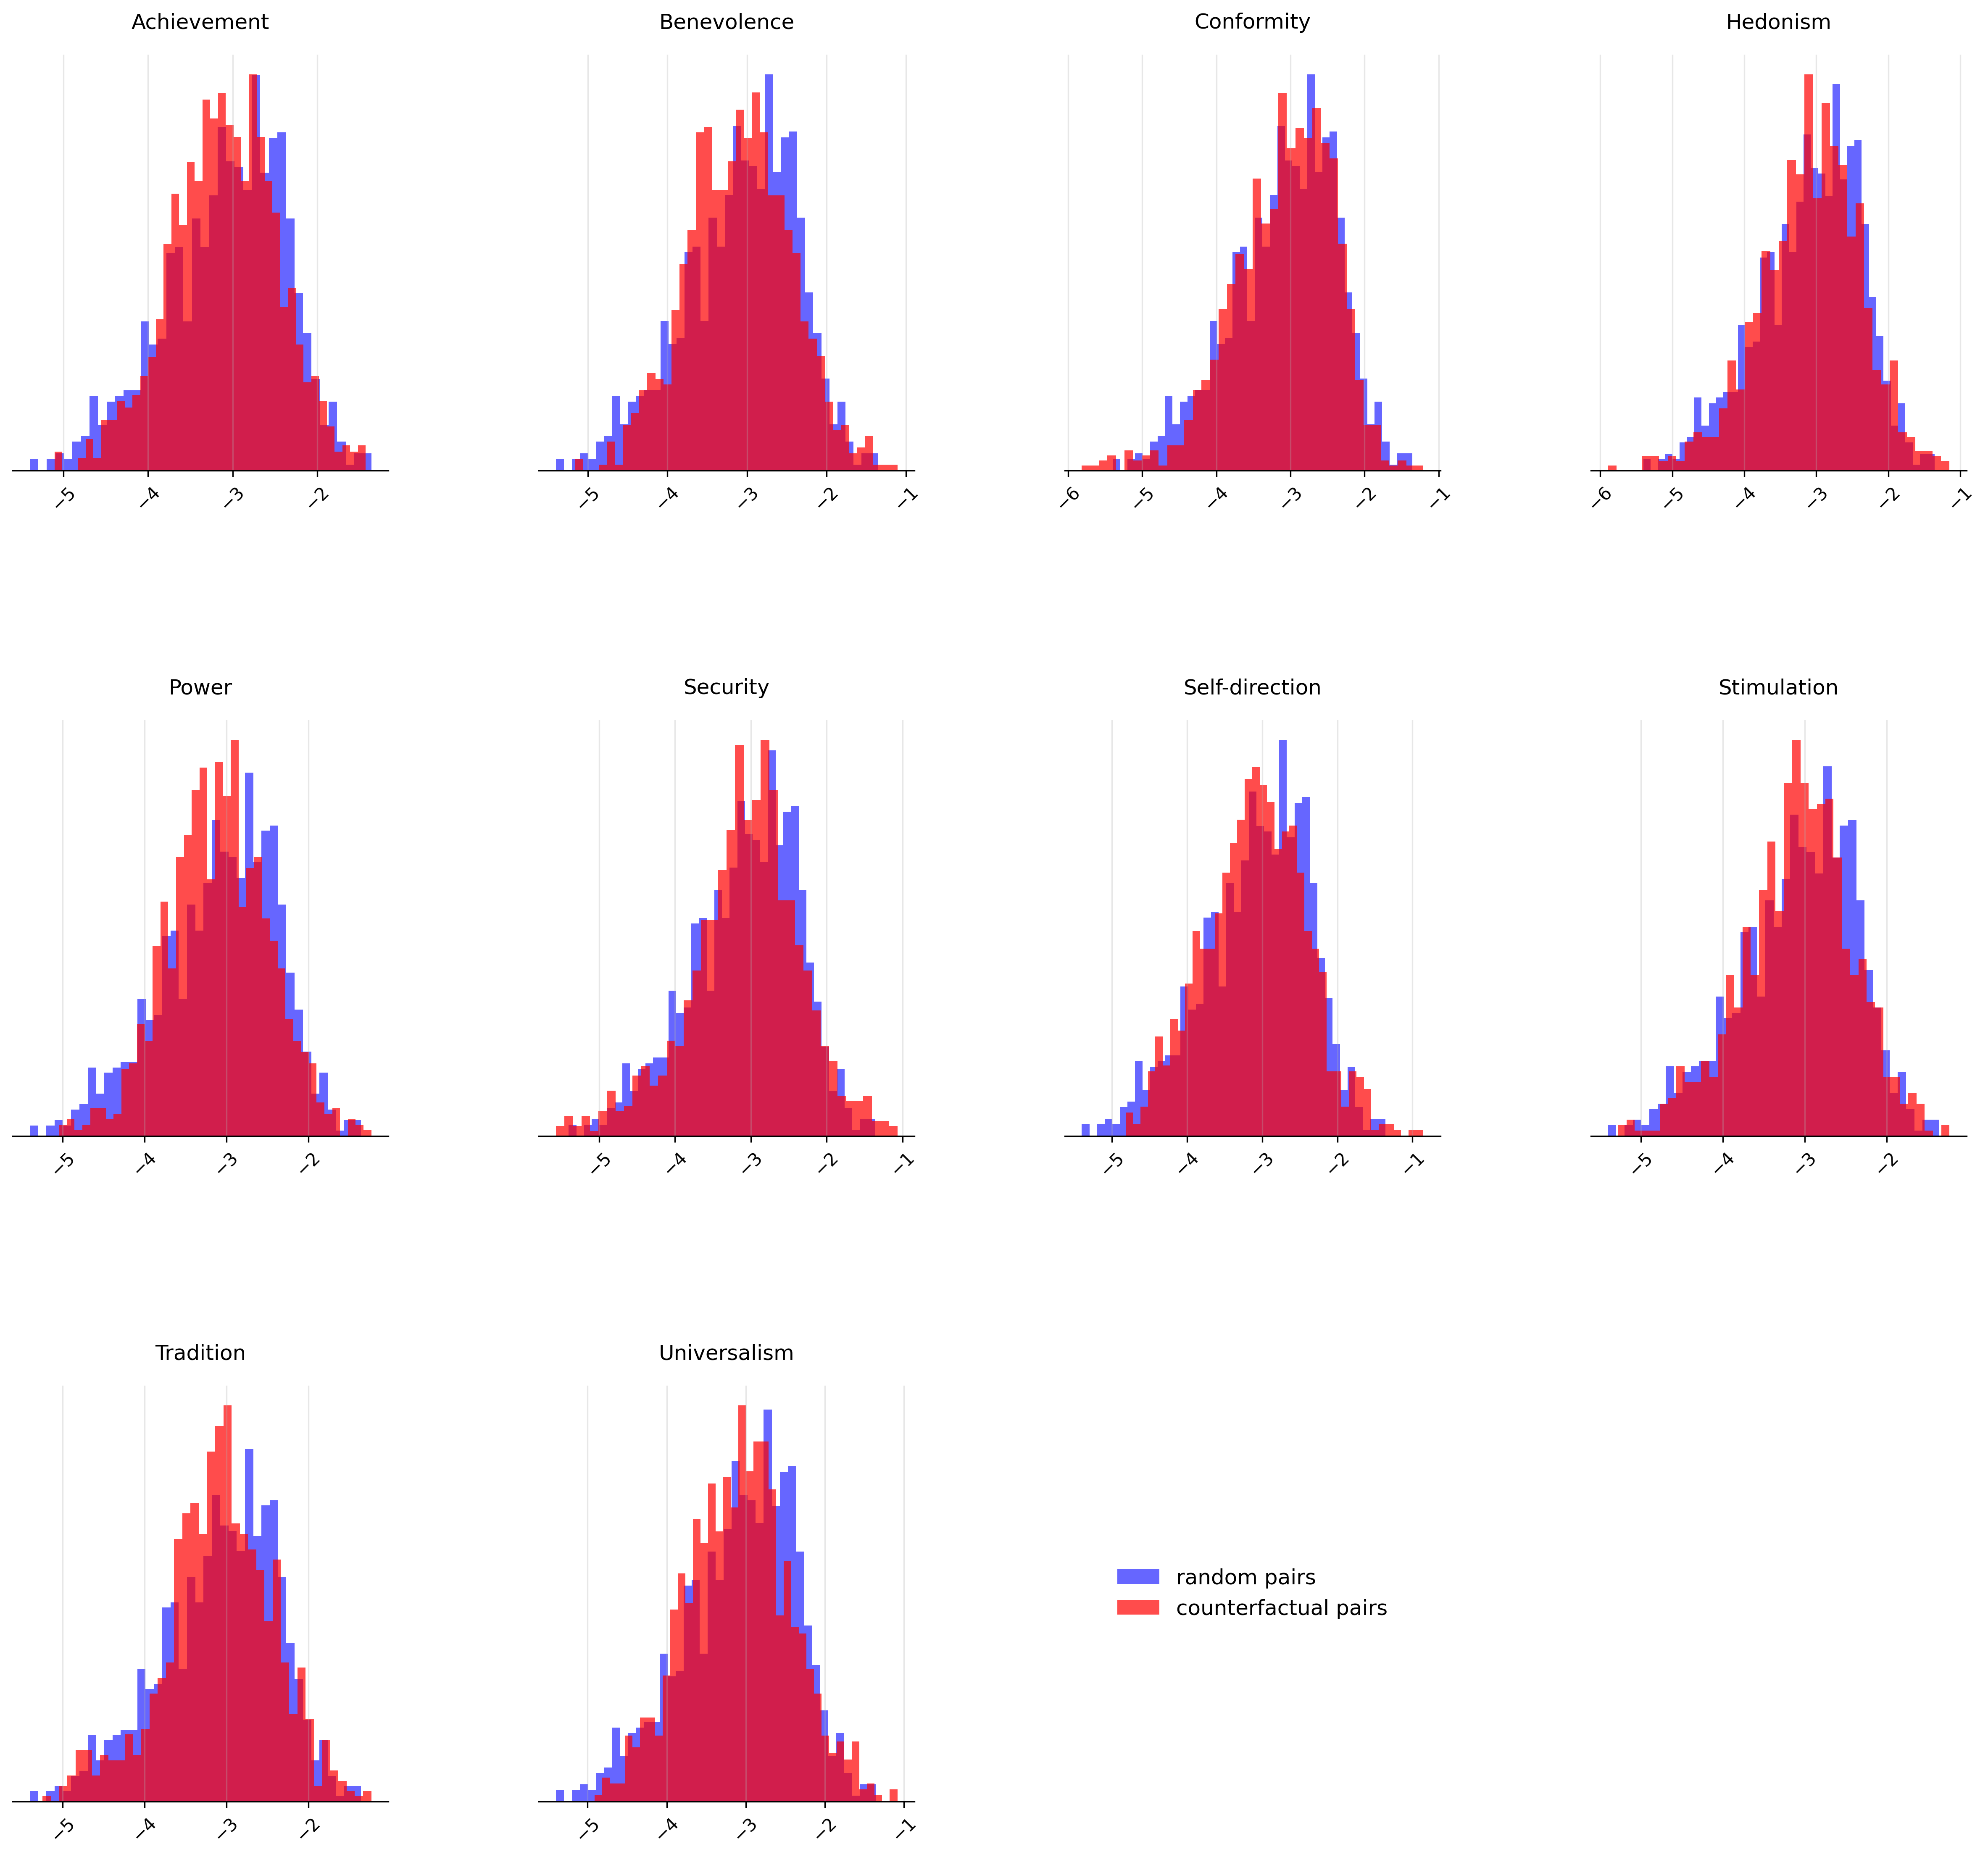 Achievement Benevolence Conformity Hedonism
−5 −4 −3 −2 −5 −4 −3 −2 −1 −6 −5 −4 −3 −2 −1 −6 −5 −4 −3 −2 −1
Power Security Self-direction Stimulation
−5 −4 −3 −2 −5 −4 −3 −2 −1 −5 −4 −3 −2 −1 −5 −4 −3 −2
Tradition Universalism
random pairs
counterfactual pairs
−5 −4 −3 −2 −5 −4 −3 −2 −1